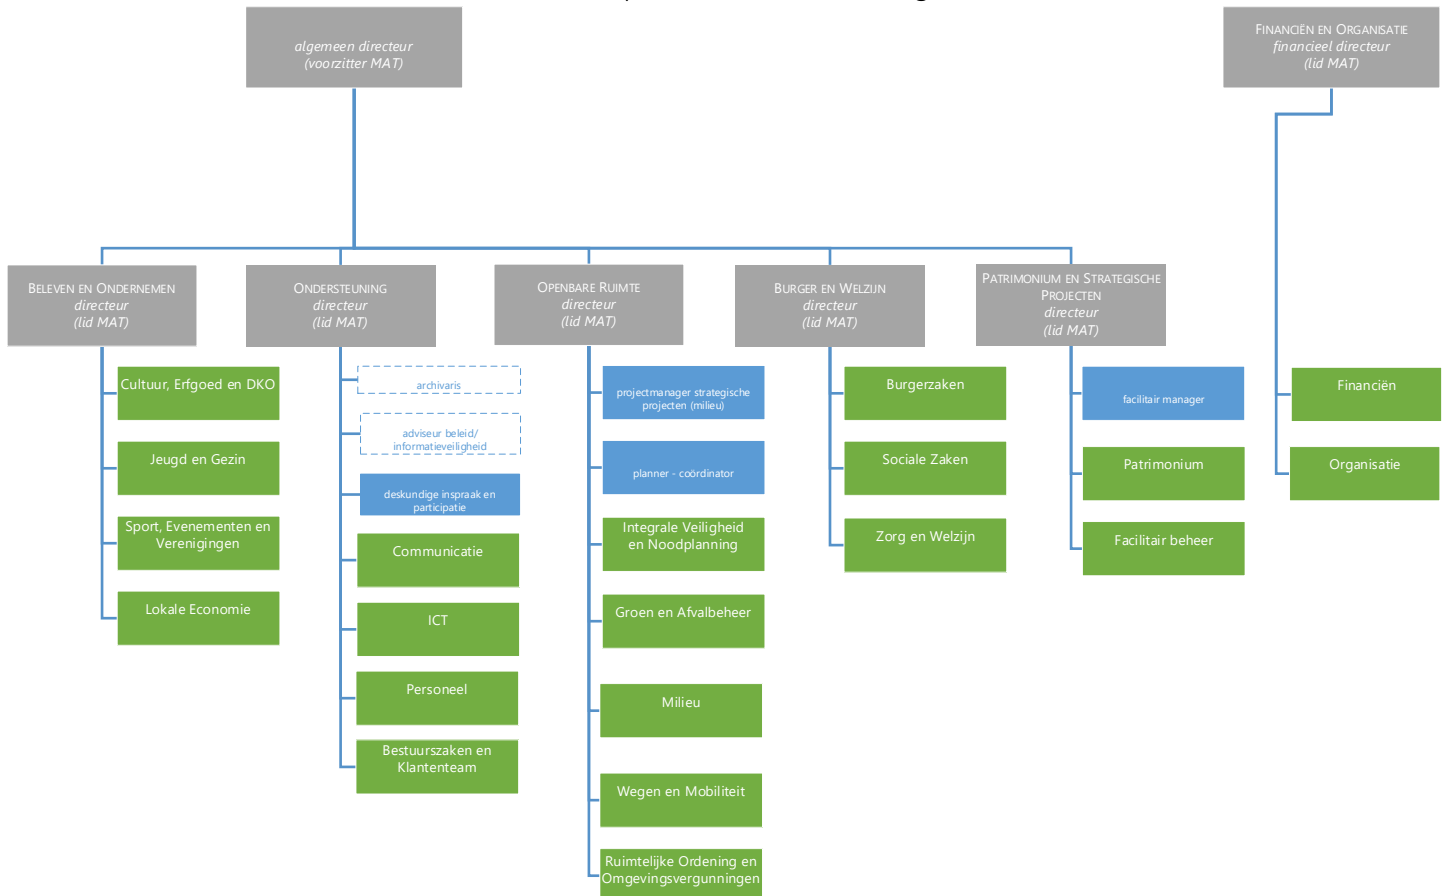 algemeen directeur
(voorzitter MAT)
FINANCIËN EN ORGANISATIE
financieel directeur
(lid MAT)
BELEVEN EN ONDERNEMEN
directeur
(lid MAT)
Cultuur, Erfgoed en DKO
Jeugd en Gezin
Sport, Evenementen en
Verenigingen
Lokale Economie
ONDERSTEUNING
directeur
(lid MAT)
archivaris
adviseur beleid/
informatieveiligheid
deskundige inspraak en
participatie
Communicatie
ICT
Personeel
Bestuurszaken en
Klantenteam
OPENBARE RUIMTE
directeur
(lid MAT)
projectmanager strategische
projecten (milieu)
planner - coördinator
Integrale Veiligheid
en Noodplanning
Groen en Afvalbeheer
Milieu
Wegen en Mobiliteit
Ruimtelijke Ordening en
Omgevingsvergunningen
BURGER EN WELZIJN
directeur
(lid MAT)
Burgerzaken
Sociale Zaken
Zorg en Welzijn
PATRIMONIUM EN STRATEGISCHE
PROJECTEN
directeur
(lid MAT)
facilitair manager
Patrimonium
Facilitair beheer
Financiën
Organisatie